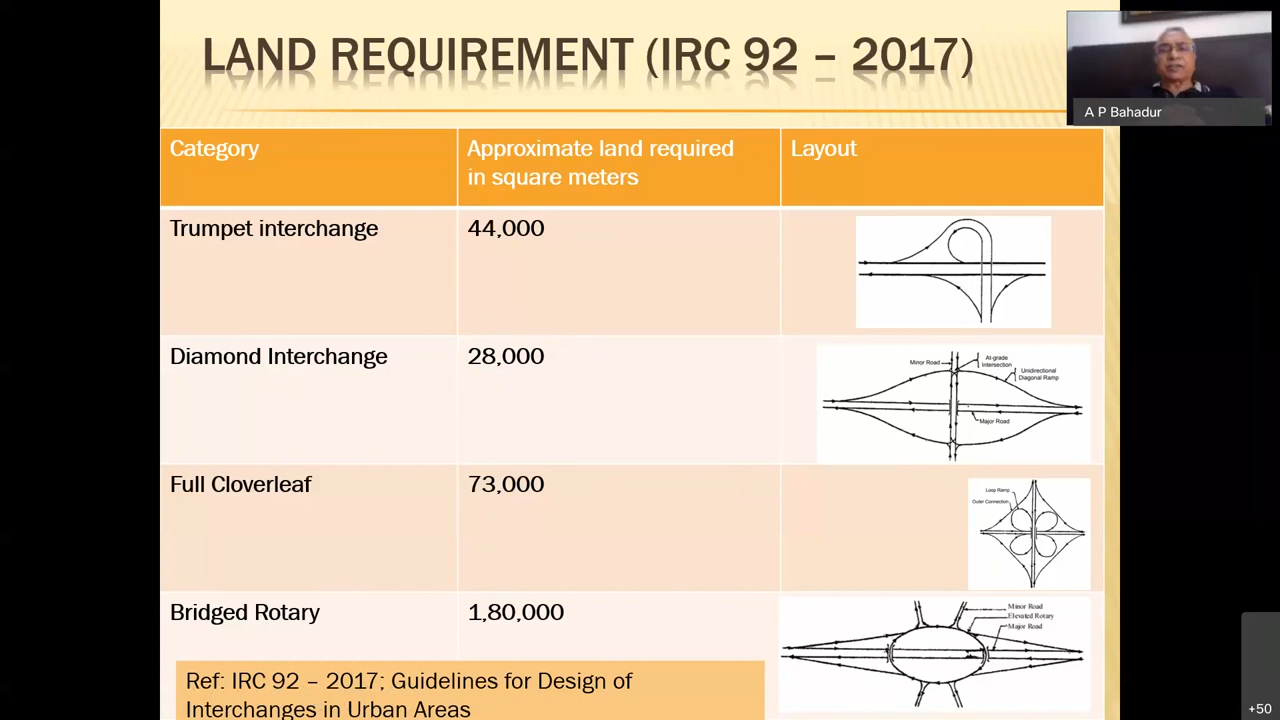 LAND REQUIREMENT (IRC 92 – 2017)
A P Bahadur
Category
Approximate land required
in square meters
Layout
Trumpet interchange
44,000
Diamond Interchange
28,000
Minor Road
At-grade
intersection
Unidirectional
Diagonal Ramp
Major Road
Full Cloverleaf
73,000
Loop Ramp
Outer Connection
Bridged Rotary
1,80,000
Minor Road
Elevated Rotary
Major Road
Ref: IRC 92 – 2017; Guidelines for Design of
Interchanges in Urban Areas
+50